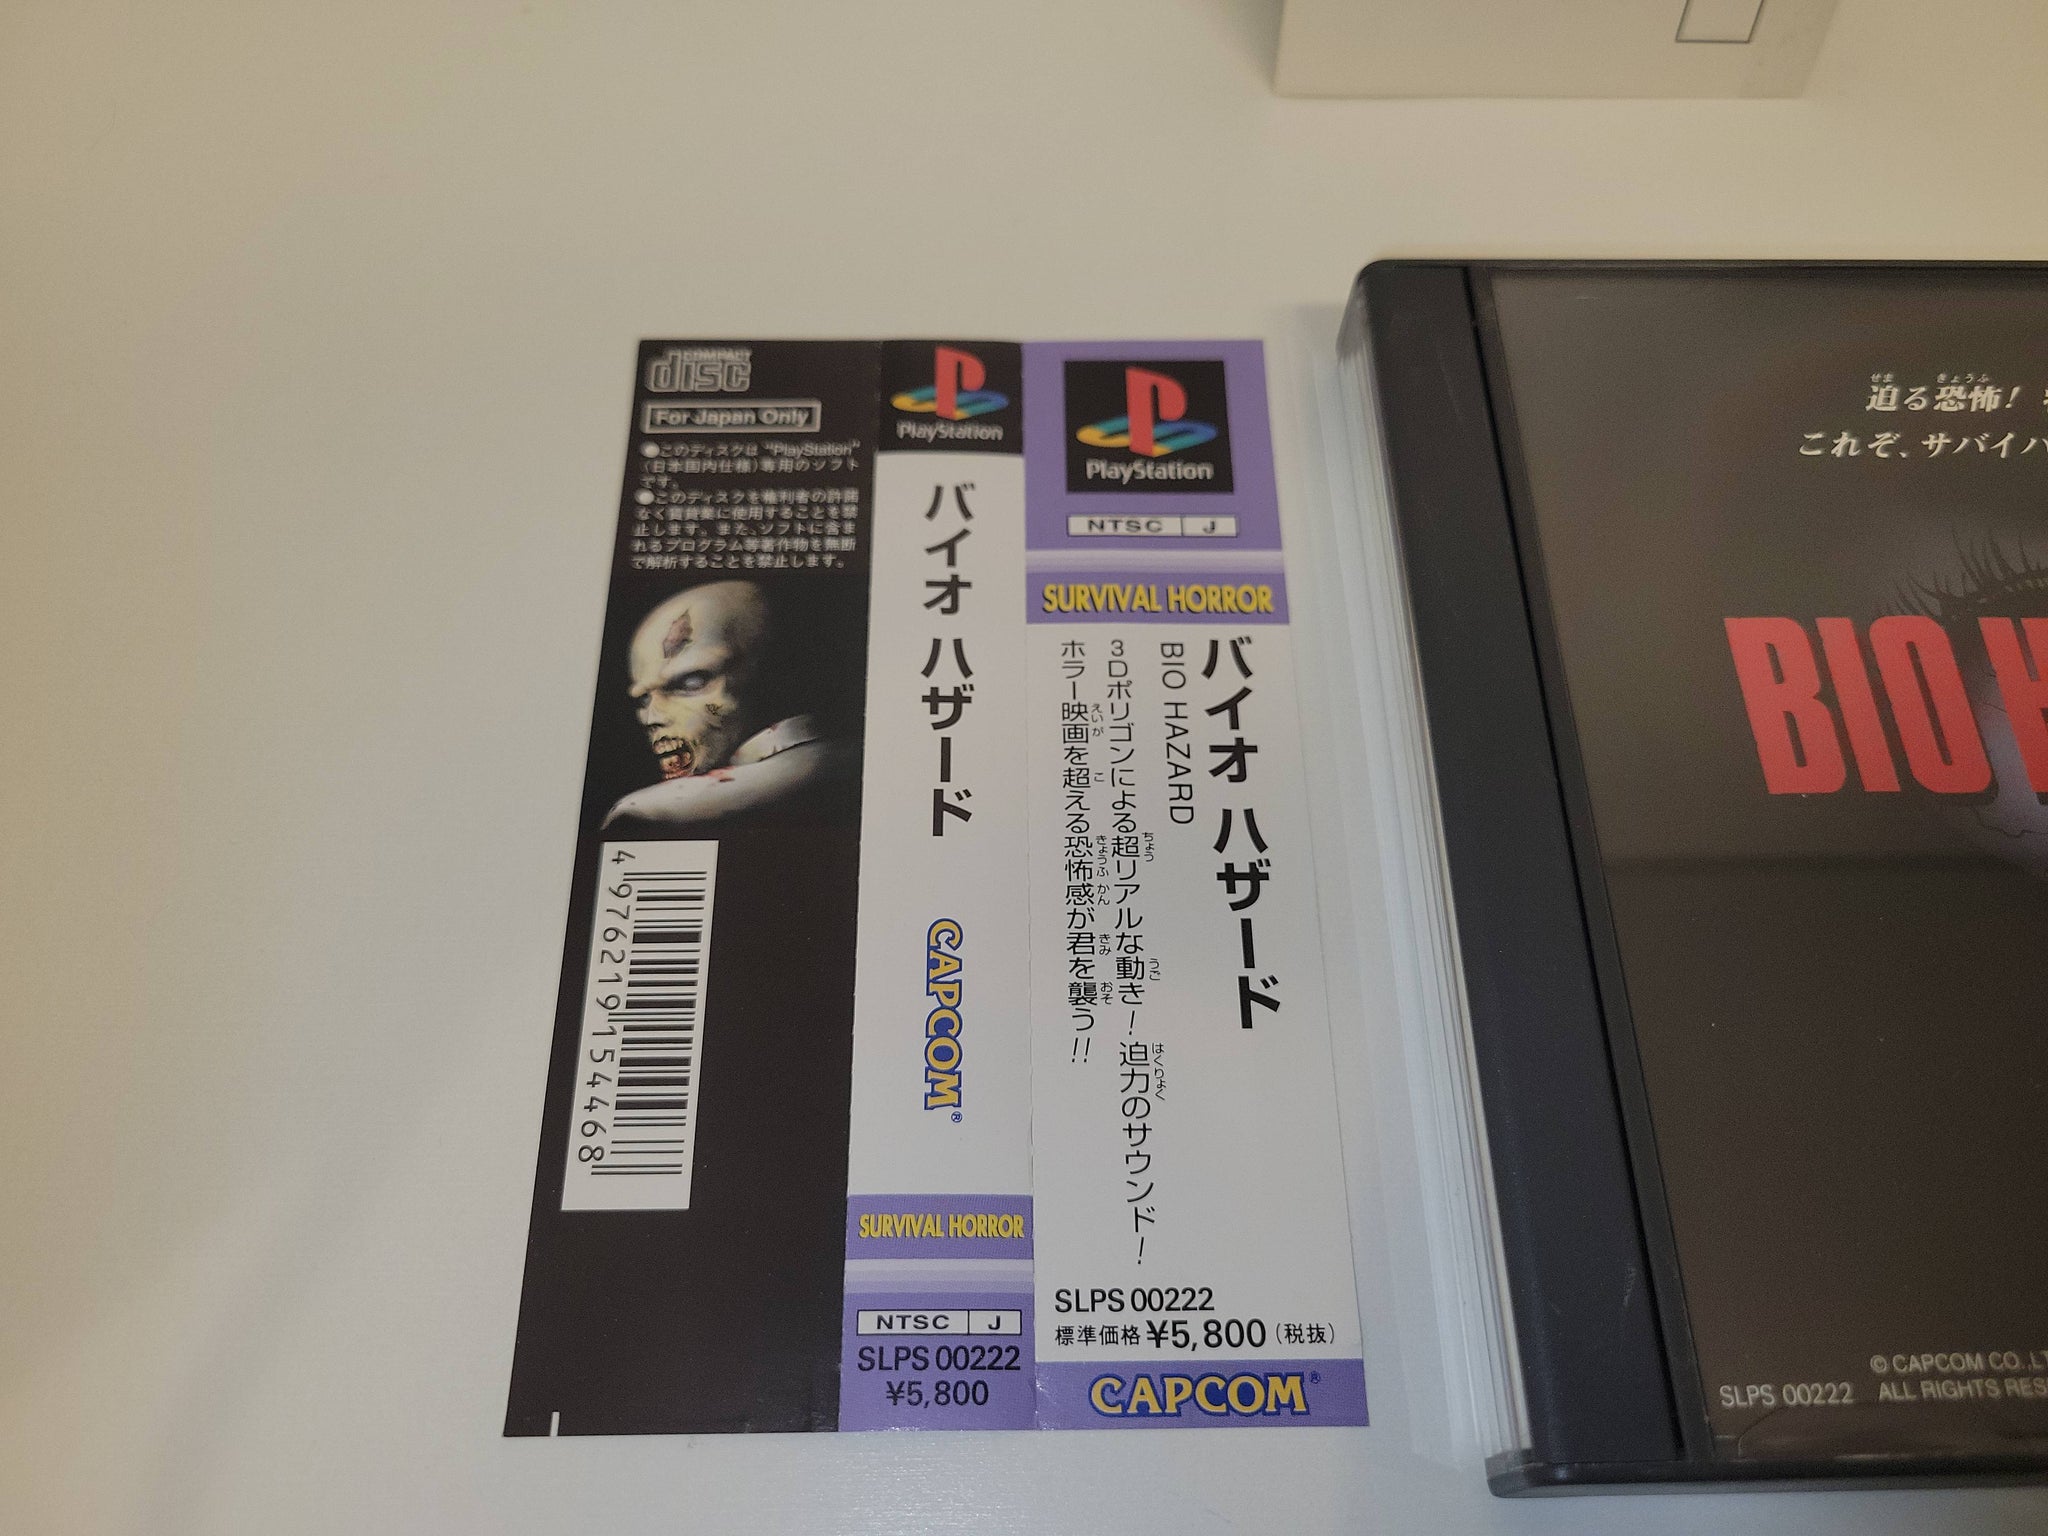 COMPACT
disc
For Japan Only
●このディスクは“PlayStation”
(日本国内仕様)専用のソフト
です。
●このディスクを権利者の許諾
なく賃貸業に使用することを禁
止します。また、ソフトに含ま
れるプログラム等著作物を無断
で解析することを禁止します。
4976219154468
PlayStation
バイオ ハザード
CAPCOM®
SURVIVAL HORROR
NTSC J
SLPS 00222
¥5,800
PlayStation
NTSC J
SURVIVAL HORROR
バイオ ハザード
BIO HAZARD
3Dポリゴンによる超リアルな動き!迫力のサウンド!
ホラー映画を超える恐怖感が君を襲う!!
SLPS 00222
標準価格 ¥5,800(税抜)
CAPCOM®
迫る恐怖!
これぞ、サバイ
BIO
© CAPCOM CO.,
SLPS 00222 ALL RIGHTS